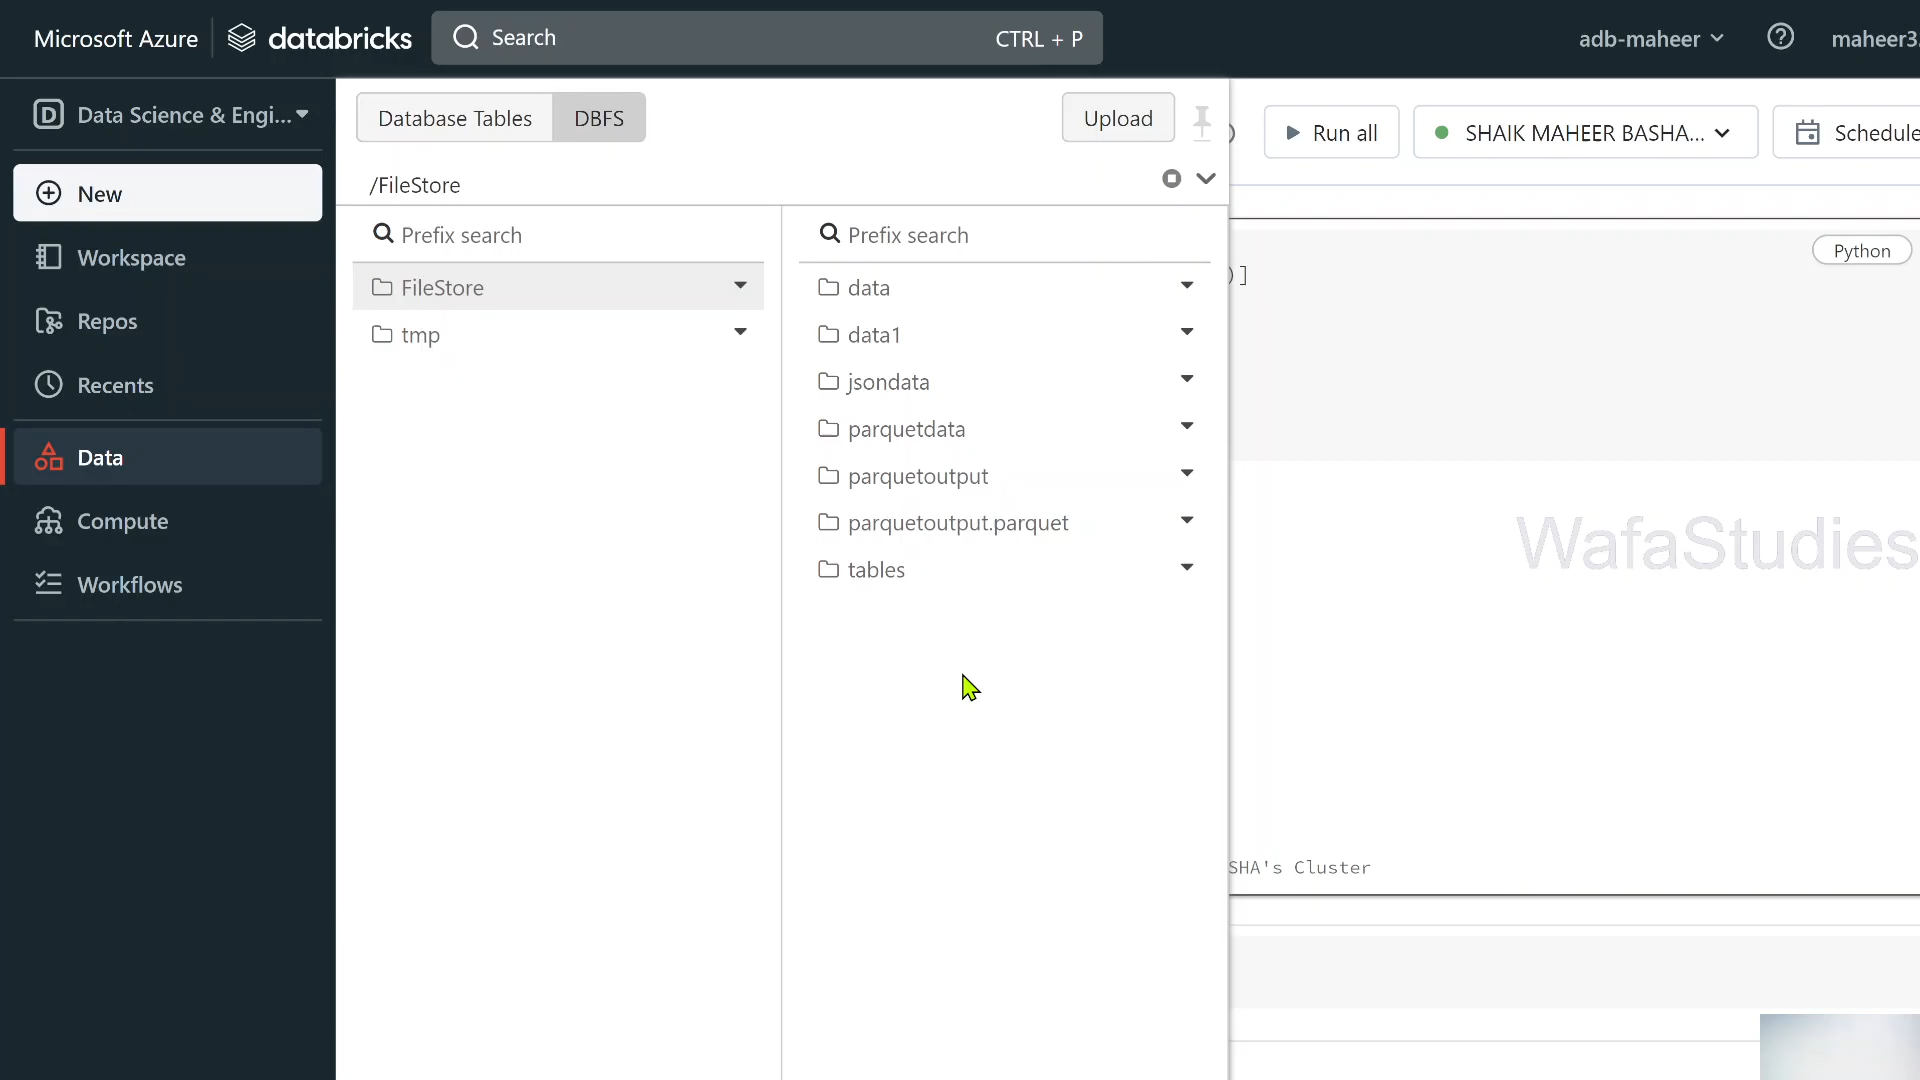 Microsoft Azure databricks Search CTRL + P adb-maheer maheer3
Data Science & Engi...
New
Workspace
Repos
Recents
Data
Compute
Workflows
Database Tables DBFS Upload
/FileStore
Prefix search
FileStore
tmp
Prefix search
data
data1
jsondata
parquetdata
parquetoutput
parquetoutput.parquet
tables
Run all SHAIK MAHEER BASHA... Schedule
Python
)]
WafaStudies
SHA's Cluster